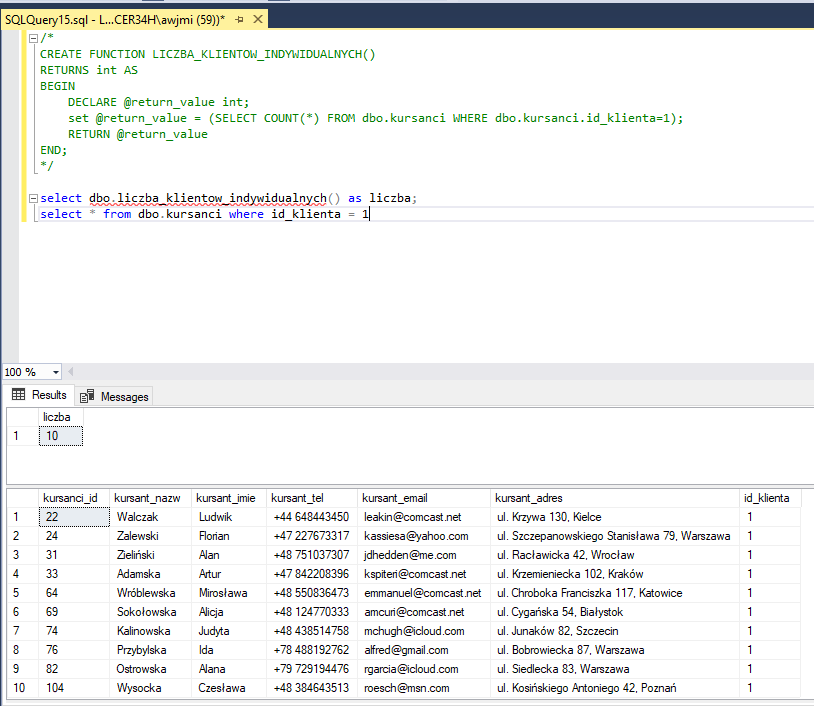 SQLQuery15.sql - L...CER34H\awjmi (59))*
/*
CREATE FUNCTION LICZBA_KLIENTOW_INDYWIDUALNYCH()
RETURNS int AS
BEGIN
DECLARE @return_value int;
set @return_value = (SELECT COUNT(*) FROM dbo.kursanci WHERE dbo.kursanci.id_klienta=1);
RETURN @return_value
END;
*/
select dbo.liczba_klientow_indywidualnych() as liczba;
select * from dbo.kursanci where id_klienta = 1
100 %
Results Messages
liczba
1 10
kursanci_id kursant_nazw kursant_imie kursant_tel kursant_email kursant_adres id_klienta
1 22 Walczak Ludwik +44 648443450 leakin@comcast.net ul. Krzywa 130, Kielce 1
2 24 Zalewski Florian +47 227673317 kassiesa@yahoo.com ul. Szczepanowskiego Stanisława 79, Warszawa 1
3 31 Zieliński Alan +48 751037307 jdhedden@me.com ul. Racławicka 42, Wrocław 1
4 33 Adamska Artur +47 842208396 kspiteri@comcast.net ul. Krzemieniecka 102, Kraków 1
5 64 Wróblewska Mirosława +48 550836473 emmanuel@comcast.net ul. Chroboka Franciszka 117, Katowice 1
6 69 Sokołowska Alicja +48 124770333 amcuri@comcast.net ul. Cygańska 54, Białystok 1
7 74 Kalinowska Judyta +48 438514758 mchugh@icloud.com ul. Junaków 82, Szczecin 1
8 76 Przybylska Ida +78 488192762 alfred@gmail.com ul. Bobrowiecka 87, Warszawa 1
9 82 Ostrowska Alana +79 729194476 rgarcia@icloud.com ul. Siedlecka 83, Warszawa 1
10 104 Wysocka Czesława +48 384643513 roesch@msn.com ul. Kosińskiego Antoniego 42, Poznań 1